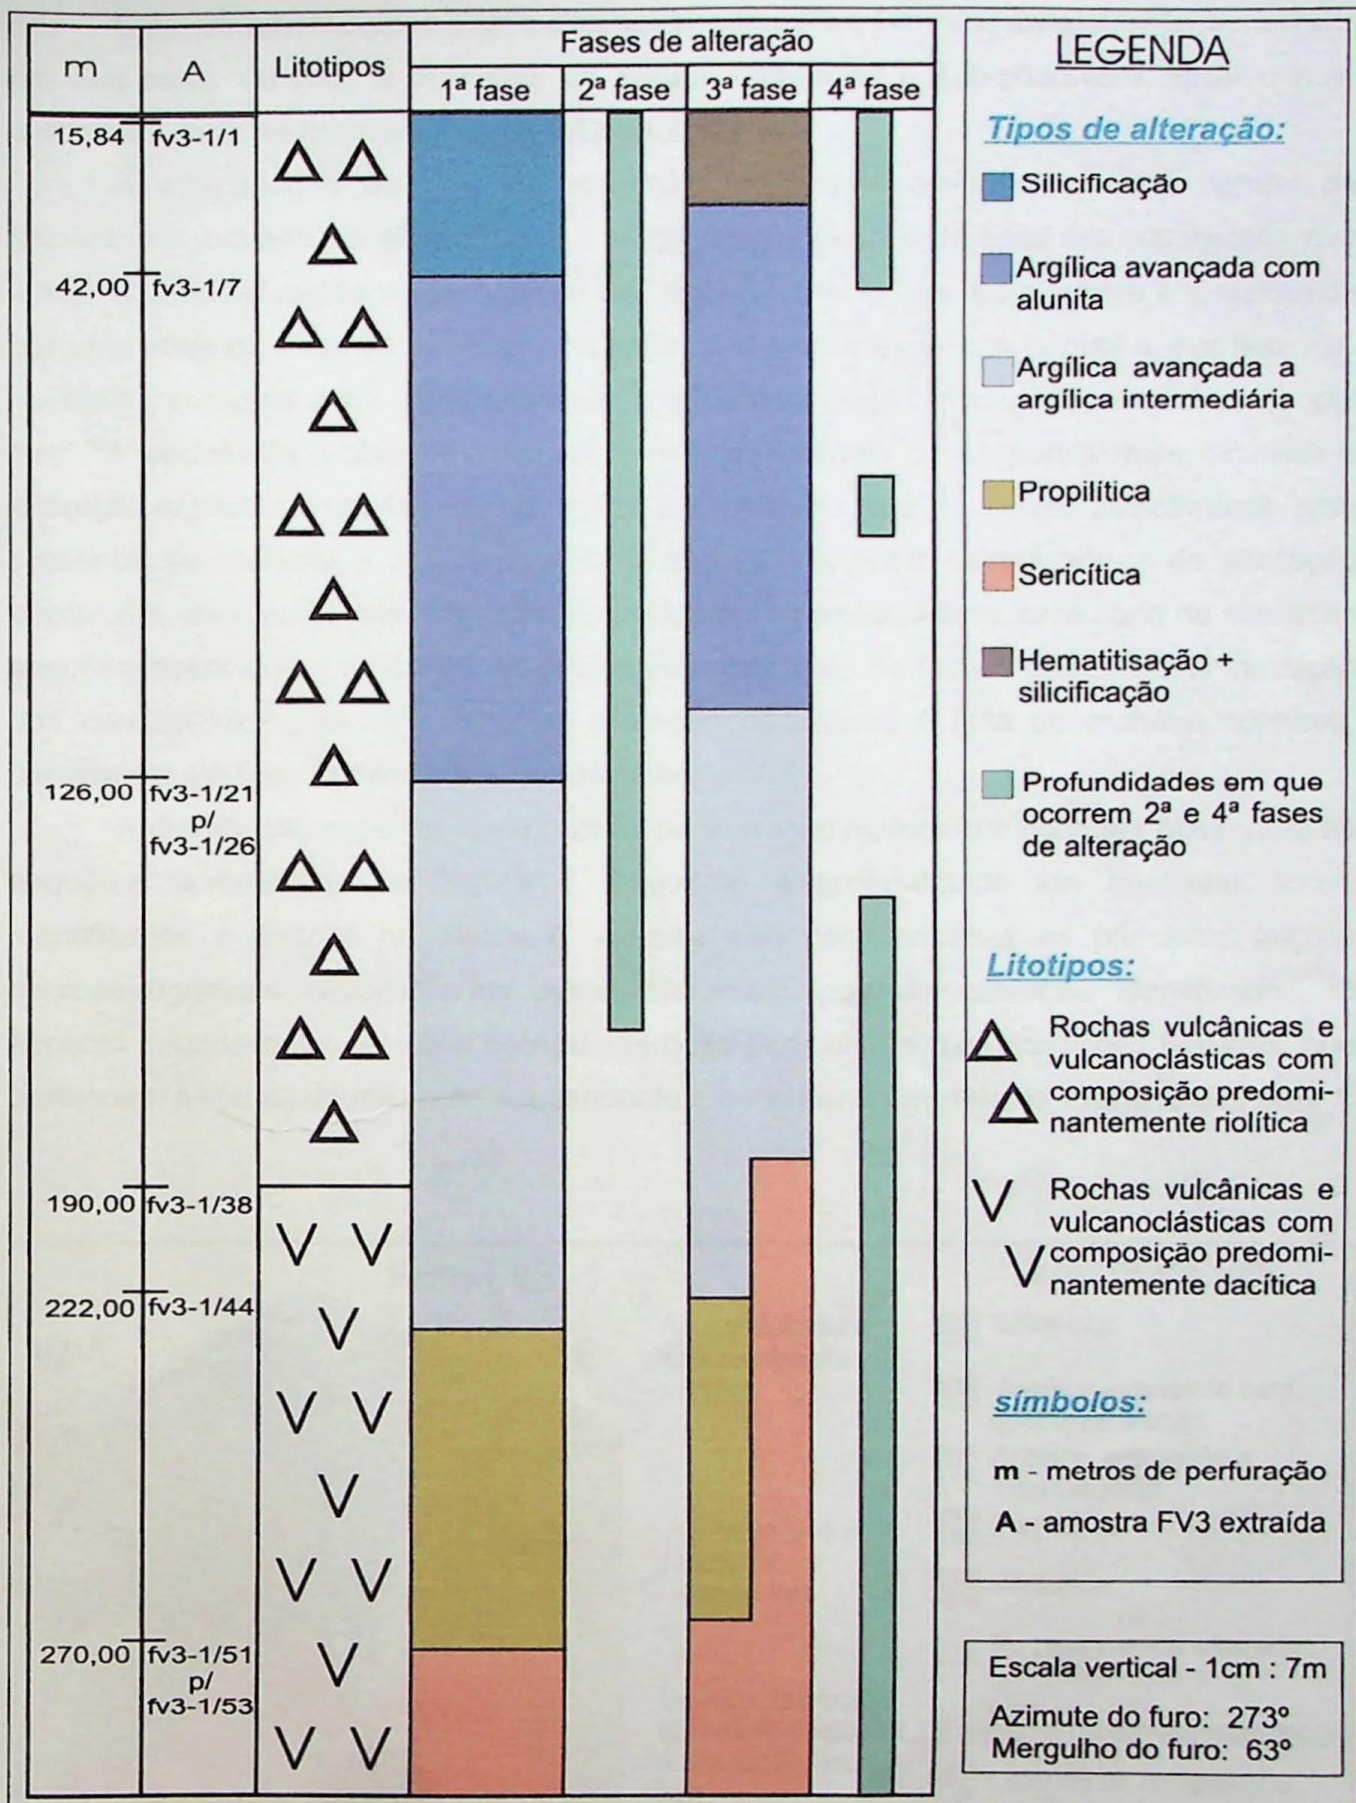 m
A
Litotipos
Fases de alteração
1ª fase
2ª fase
3ª fase
4ª fase
15,84
fv3-1/1
42,00
fv3-1/7
126,00
fv3-1/21
p/
fv3-1/26
190,00
fv3-1/38
222,00
fv3-1/44
270,00
fv3-1/51
p/
fv3-1/53
LEGENDA
Tipos de alteração:
Silicificação
Argílica avançada com
alunita
Argílica avançada a
argílica intermediária
Propilítica
Sericítica
Hematitisação +
silicificação
Profundidades em que
ocorrem 2ª e 4ª fases
de alteração
Litotipos:
Rochas vulcânicas e
vulcanoclásticas com
composição predomi-
nantemente riolítica
Rochas vulcânicas e
vulcanoclásticas com
composição predomi-
nantemente dacítica
símbolos:
m - metros de perfuração
A - amostra FV3 extraída
Escala vertical - 1cm : 7m
Azimute do furo: 273º
Mergulho do furo: 63º